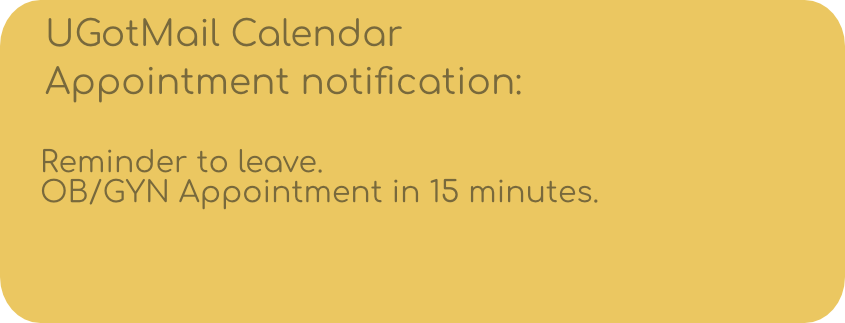 UGotMail Calendar
Appointment notification:
Reminder to leave.
OB/GYN Appointment in 15 minutes.